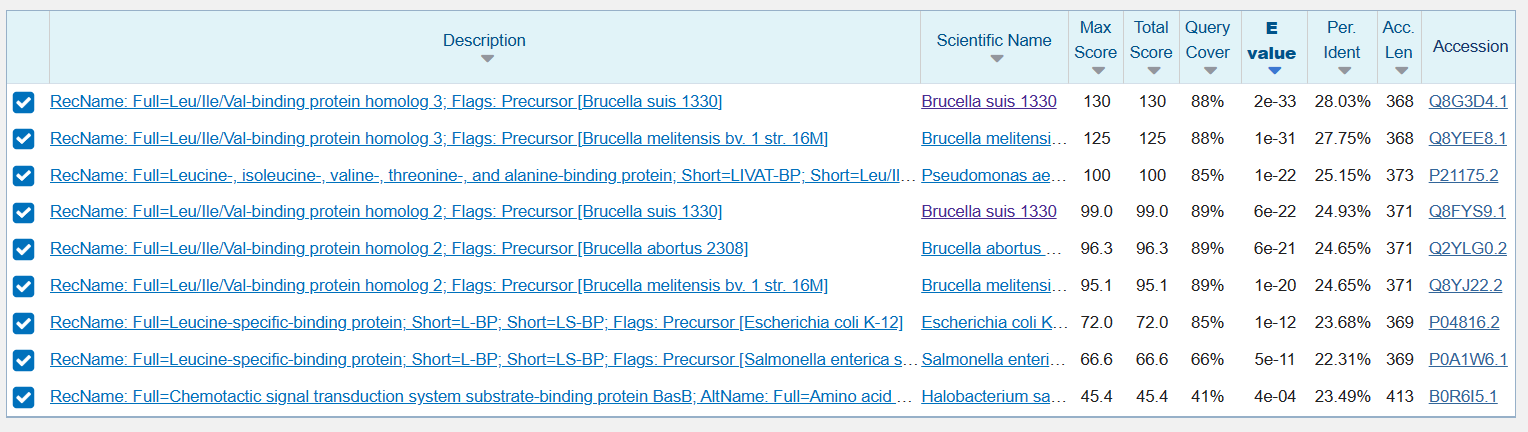 Description Scientific Name Max Score Total Score Query Cover E value Per. Ident Acc. Len Accession
RecName: Full=Leu/Ile/Val-binding protein homolog 3; Flags: Precursor [Brucella suis 1330] Brucella suis 1330 130 130 88% 2e-33 28.03% 368 Q8G3D4.1
RecName: Full=Leu/Ile/Val-binding protein homolog 3; Flags: Precursor [Brucella melitensis bv. 1 str. 16M] Brucella melitensi... 125 125 88% 1e-31 27.75% 368 Q8YEE8.1
RecName: Full=Leucine-, isoleucine-, valine-, threonine-, and alanine-binding protein; Short=LIVAT-BP; Short=Leu/Il... Pseudomonas ae... 100 100 85% 1e-22 25.15% 373 P21175.2
RecName: Full=Leu/Ile/Val-binding protein homolog 2; Flags: Precursor [Brucella suis 1330] Brucella suis 1330 99.0 99.0 89% 6e-22 24.93% 371 Q8FYS9.1
RecName: Full=Leu/Ile/Val-binding protein homolog 2; Flags: Precursor [Brucella abortus 2308] Brucella abortus ... 96.3 96.3 89% 6e-21 24.65% 371 Q2YLG0.2
RecName: Full=Leu/Ile/Val-binding protein homolog 2; Flags: Precursor [Brucella melitensis bv. 1 str. 16M] Brucella melitensi... 95.1 95.1 89% 1e-20 24.65% 371 Q8YJ22.2
RecName: Full=Leucine-specific-binding protein; Short=L-BP; Short=LS-BP; Flags: Precursor [Escherichia coli K-12] Escherichia coli K... 72.0 72.0 85% 1e-12 23.68% 369 P04816.2
RecName: Full=Leucine-specific-binding protein; Short=L-BP; Short=LS-BP; Flags: Precursor [Salmonella enterica s... Salmonella enteri... 66.6 66.6 66% 5e-11 22.31% 369 P0A1W6.1
RecName: Full=Chemotactic signal transduction system substrate-binding protein BasB; AltName: Full=Amino acid ... Halobacterium sa... 45.4 45.4 41% 4e-04 23.49% 413 B0R6I5.1